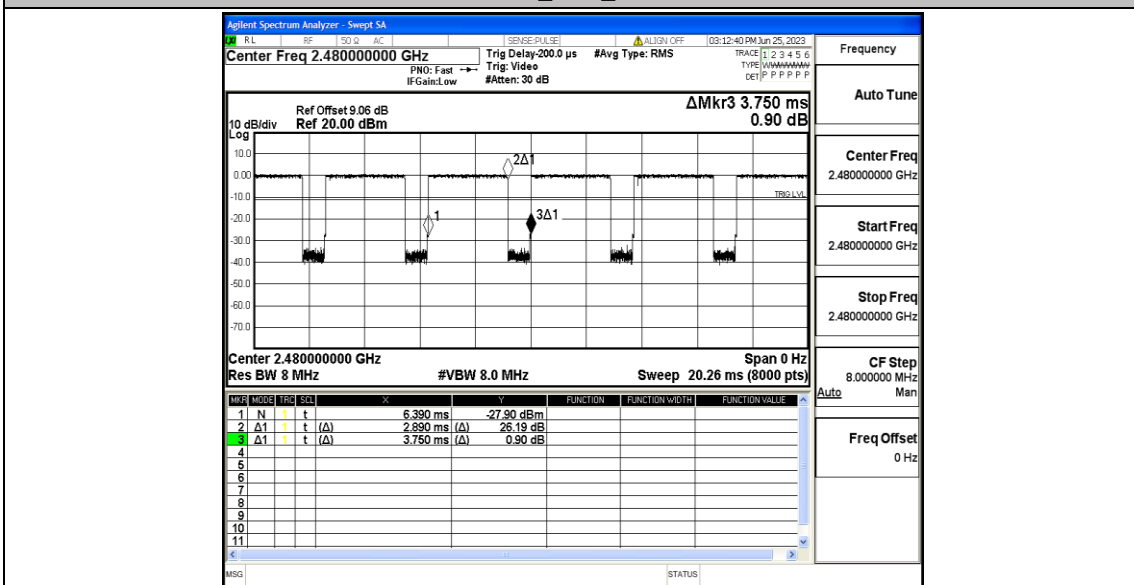 Agilent Spectrum Analyzer - Swept SA
RL RF 50 Ω AC SENSE:PULSE ALIGN OFF 03:12:40 PM Jun 25, 2023
Center Freq 2.480000000 GHz
PNO: Fast
IFGain:Low
Trig Delay-200.0 µs
Trig: Video
#Atten: 30 dB
#Avg Type: RMS
TRACE 1 2 3 4 5 6
TYPE
DET P P P P P P
ΔMkr3 3.750 ms
0.90 dB
Ref Offset 9.06 dB
10 dB/div Ref 20.00 dBm
Log
10.0
0.00
-10.0
-20.0
-30.0
-40.0
-50.0
-60.0
-70.0
2Δ1
TRIG LVL
1
3Δ1
Center 2.480000000 GHz
Span 0 Hz
Res BW 8 MHz
#VBW 8.0 MHz
Sweep 20.26 ms (8000 pts)
MKR MODE TRC SCL X Y FUNCTION FUNCTION WIDTH FUNCTION VALUE
1 N 1 t 6.390 ms -27.90 dBm
2 Δ1 1 t (Δ) 2.890 ms (Δ) 26.19 dB
3 Δ1 1 t (Δ) 3.750 ms (Δ) 0.90 dB
4
5
6
7
8
9
10
11
MSG
STATUS
Frequency
Auto Tune
Center Freq
2.480000000 GHz
Start Freq
2.480000000 GHz
Stop Freq
2.480000000 GHz
CF Step
8.000000 MHz
Auto Man
Freq Offset
0 Hz